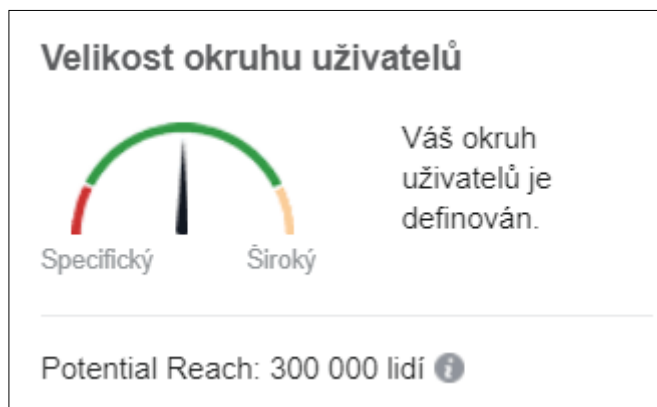 Velikost okruhu uživatelů
Váš okruh
uživatelů je
definován.
Specifický
Široký
Potential Reach: 300 000 lidí